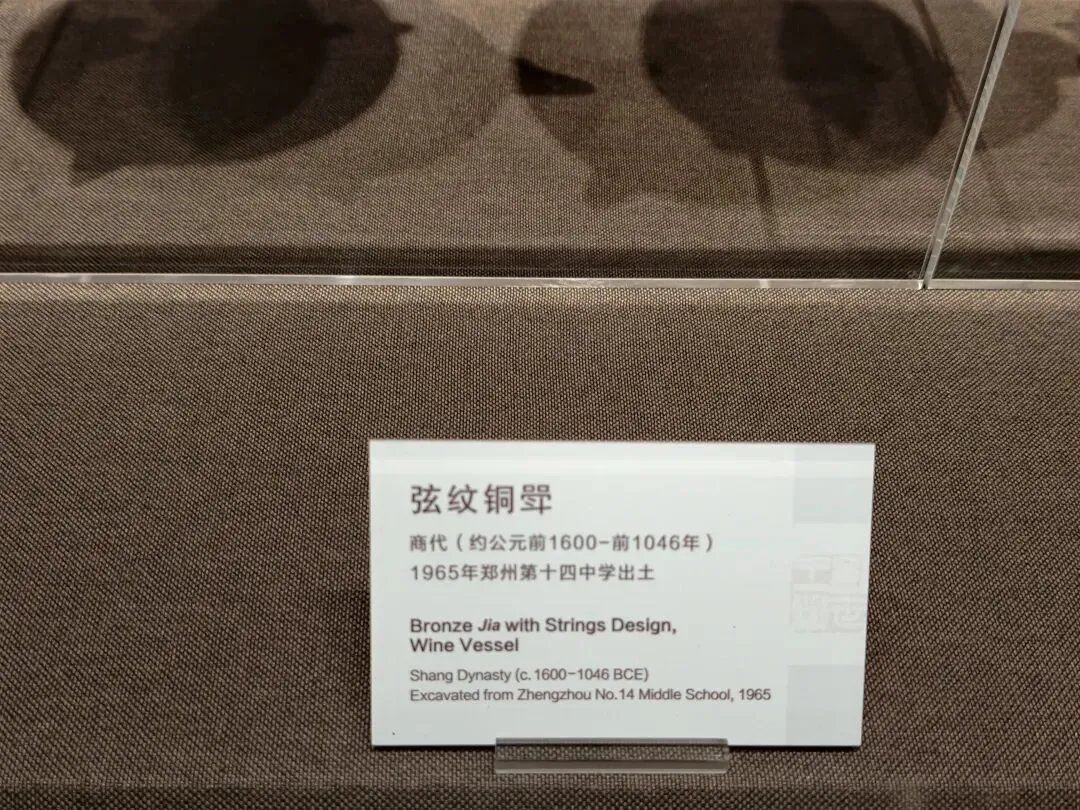 弦纹铜斝
商代（约公元前1600-前1046年）
1965年郑州第十四中学出土
Bronze Jia with Strings Design,
Wine Vessel
Shang Dynasty (c. 1600-1046 BCE)
Excavated from Zhengzhou No.14 Middle School, 1965